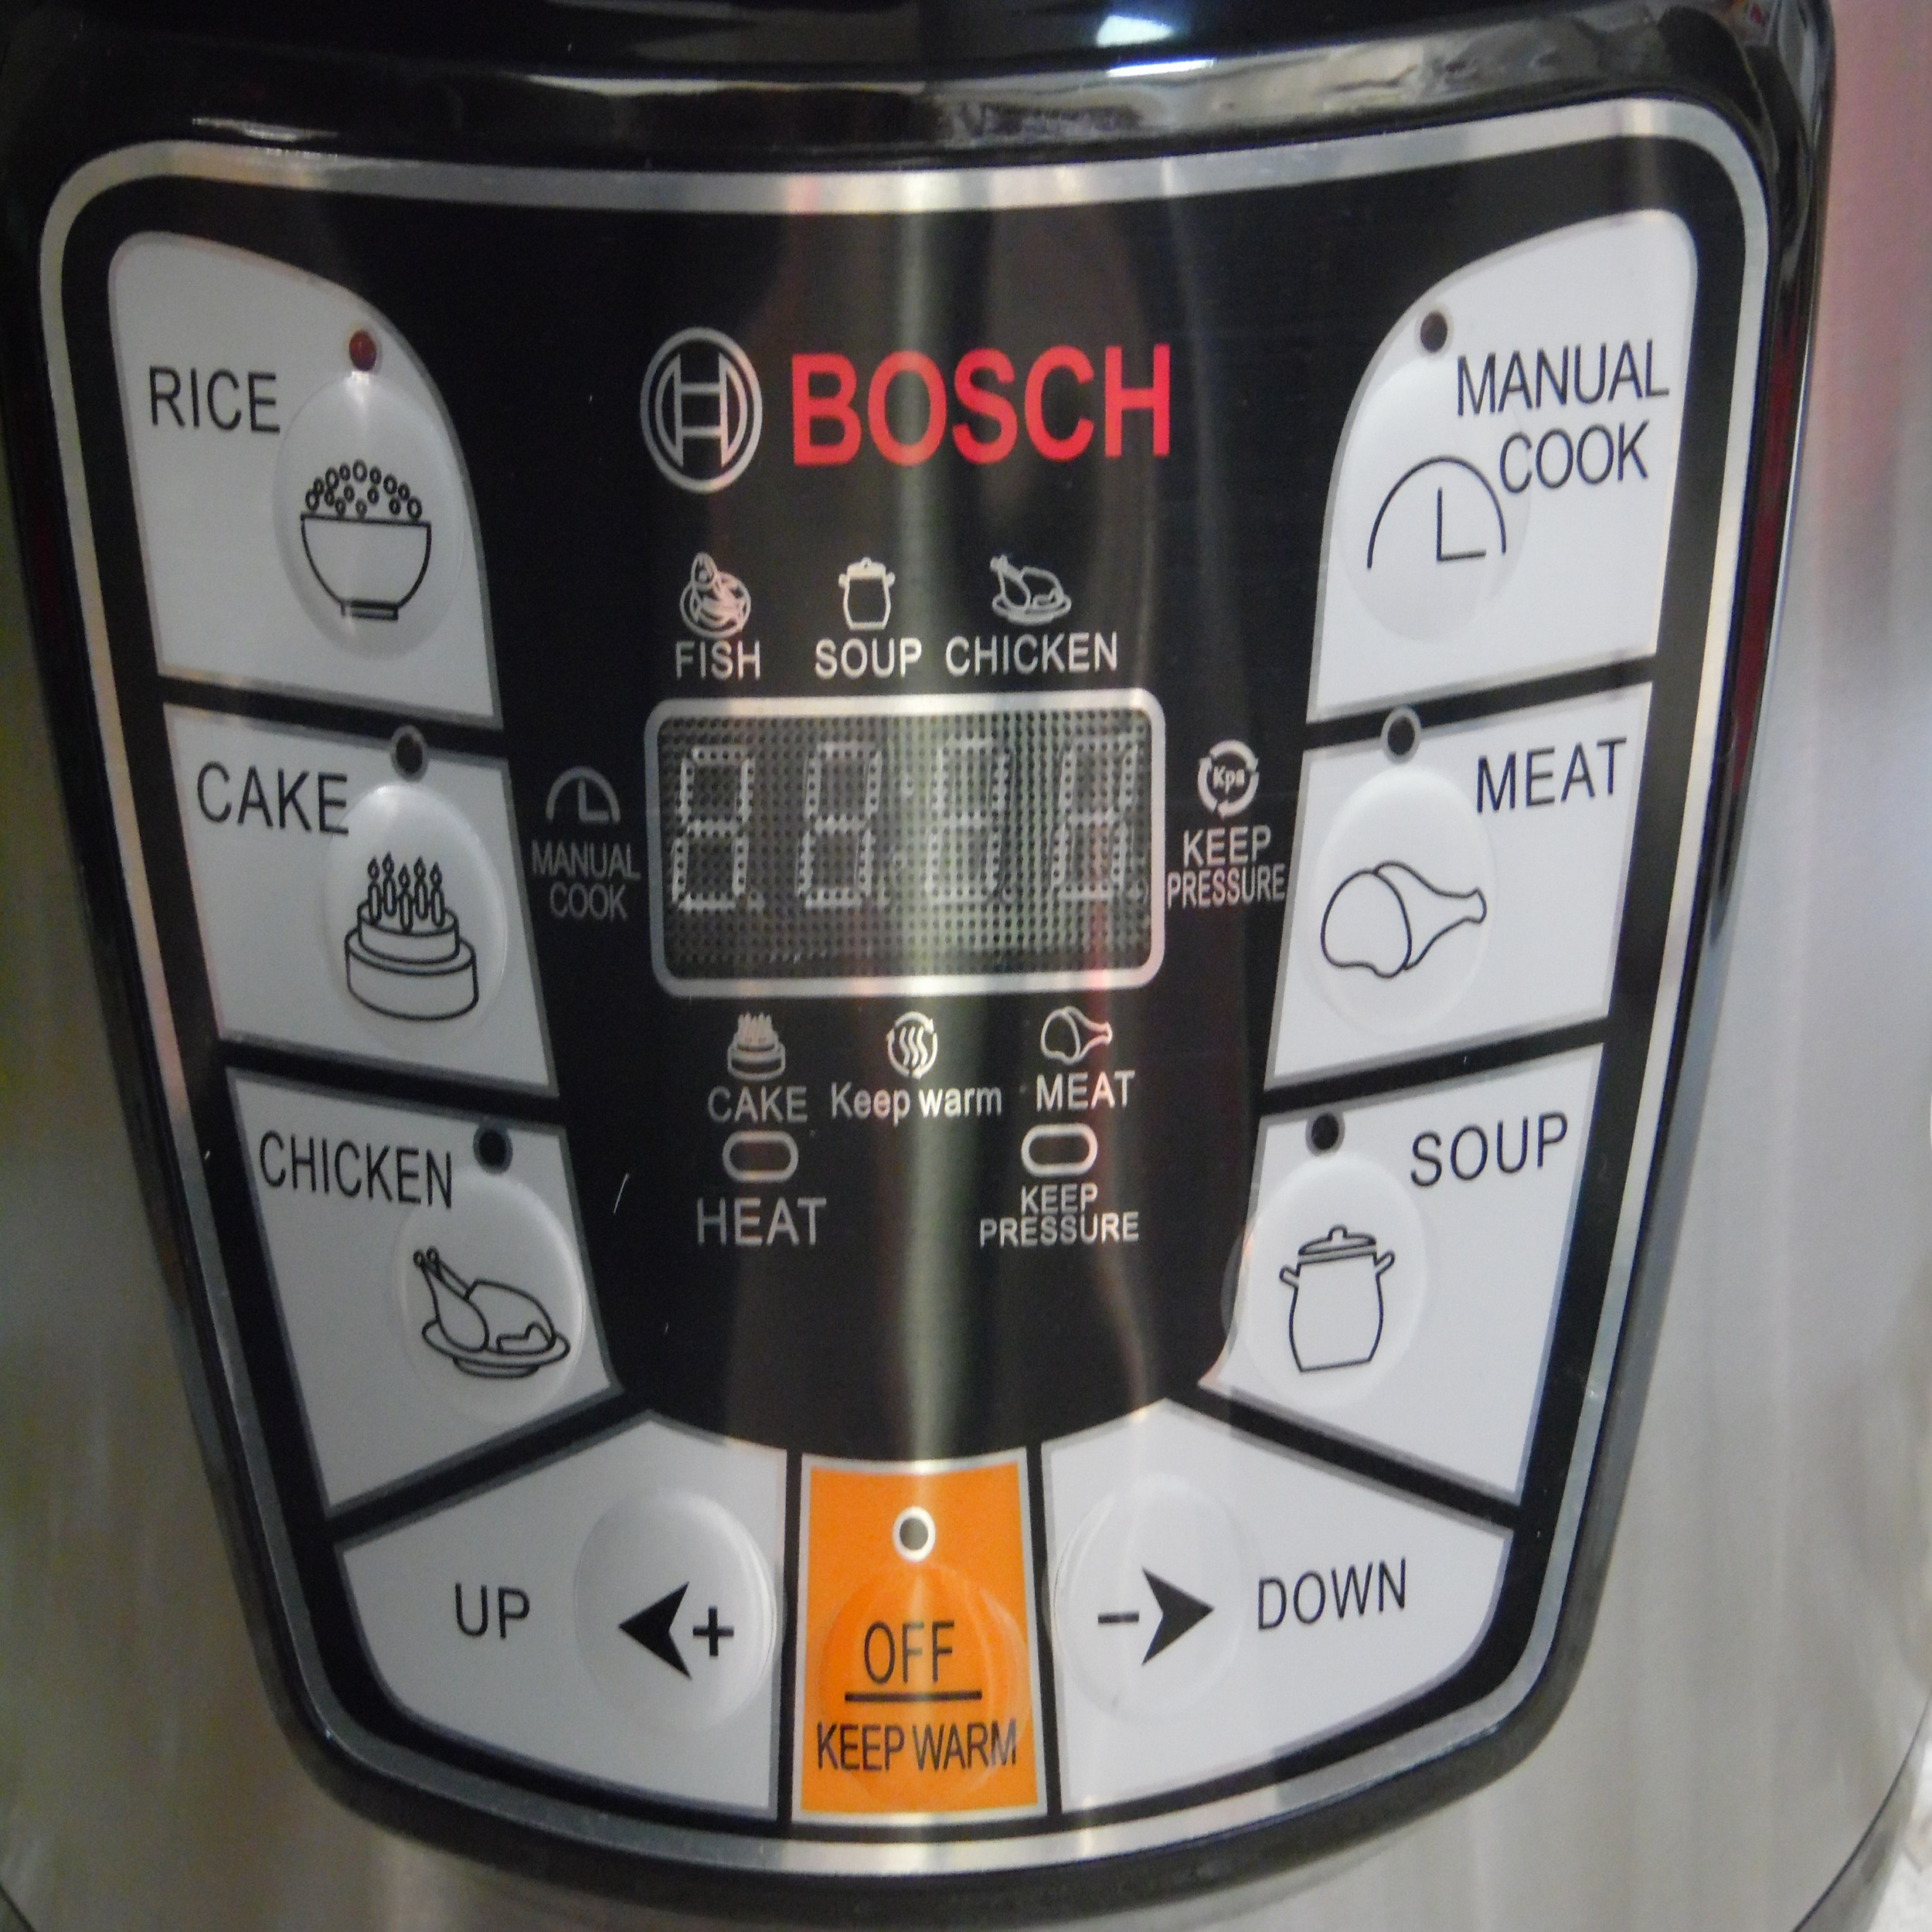 BOSCH
RICE
MANUAL
COOK
FISH SOUP CHICKEN
CAKE
MEAT
MANUAL
COOK
Kpa
KEEP
PRESSURE
CAKE Keep warm MEAT
HEAT
KEEP
PRESSURE
CHICKEN
SOUP
UP +
OFF
KEEP WARM
- DOWN